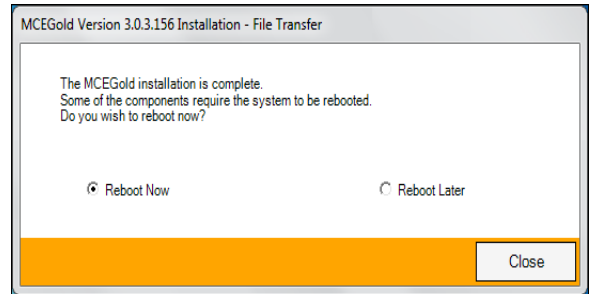 MCEGold Version 3.0.3.156 Installation - File Transfer
The MCEGold installation is complete.
Some of the components require the system to be rebooted.
Do you wish to reboot now?
Reboot Now
Reboot Later
Close